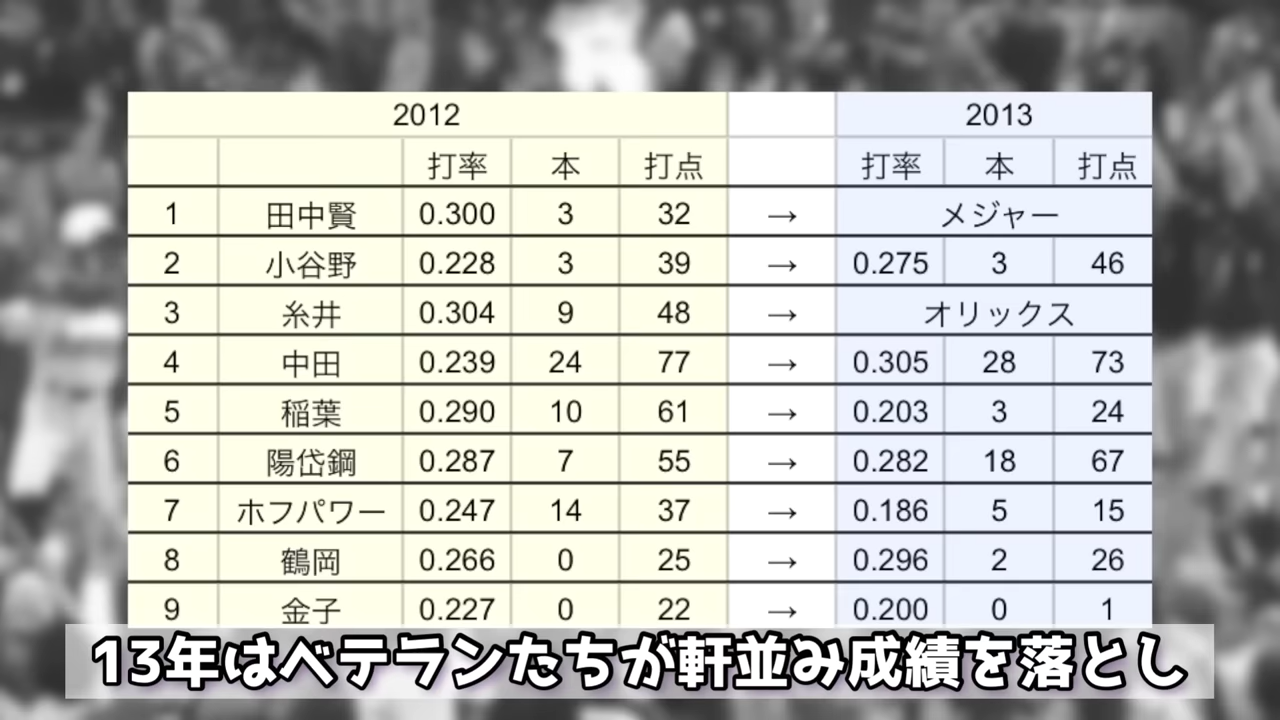 2012 2013
打率 本 打点 打率 本 打点
1 田中賢 0.300 3 32 → メジャー
2 小谷野 0.228 3 39 → 0.275 3 46
3 糸井 0.304 9 48 → オリックス
4 中田 0.239 24 77 → 0.305 28 73
5 稲葉 0.290 10 61 → 0.203 3 24
6 陽岱鋼 0.287 7 55 → 0.282 18 67
7 ホフパワー 0.247 14 37 → 0.186 5 15
8 鶴岡 0.266 0 25 → 0.296 2 26
9 金子 0.227 0 22 → 0.200 0 1
13年はベテランたちが軒並み成績を落とし